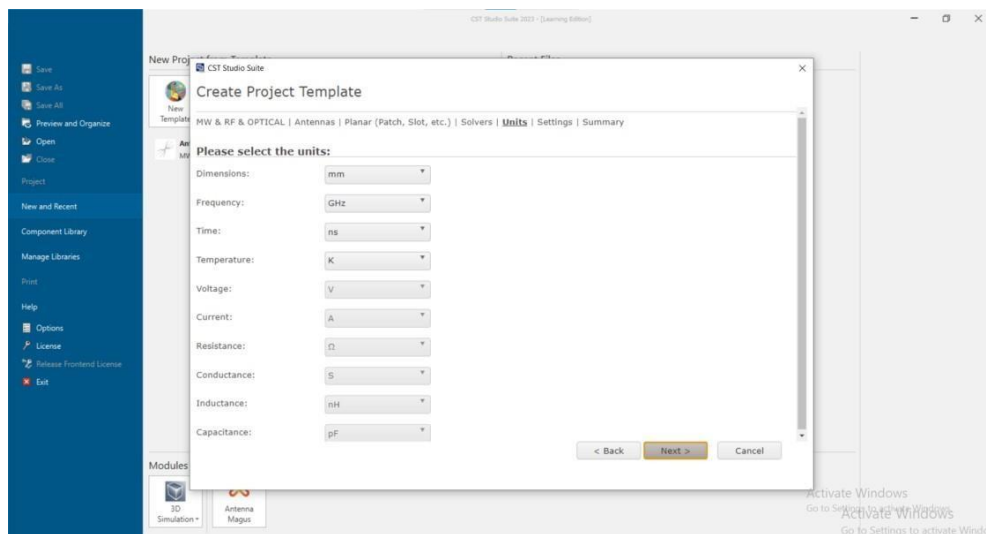 CST Studio Suite 2023 - [Learning Edition]
Save
Save As
Save All
Preview and Organize
Open
Close
Project
New and Recent
Component Library
Manage Libraries
Print
Help
Options
License
Release Frontend License
Exit
New
Template
CST Studio Suite
Create Project Template
MW & RF & OPTICAL | Antennas | Planar (Patch, Slot, etc.) | Solvers | Units | Settings | Summary
Please select the units:
Dimensions: mm
Frequency: GHz
Time: ns
Temperature: K
Voltage: V
Current: A
Resistance: Ω
Conductance: S
Inductance: nH
Capacitance: pF
< Back Next > Cancel
Modules
3D
Simulation
Antenna
Magus
Activate Windows
Activate Windows
Go to Settings to activate Windo